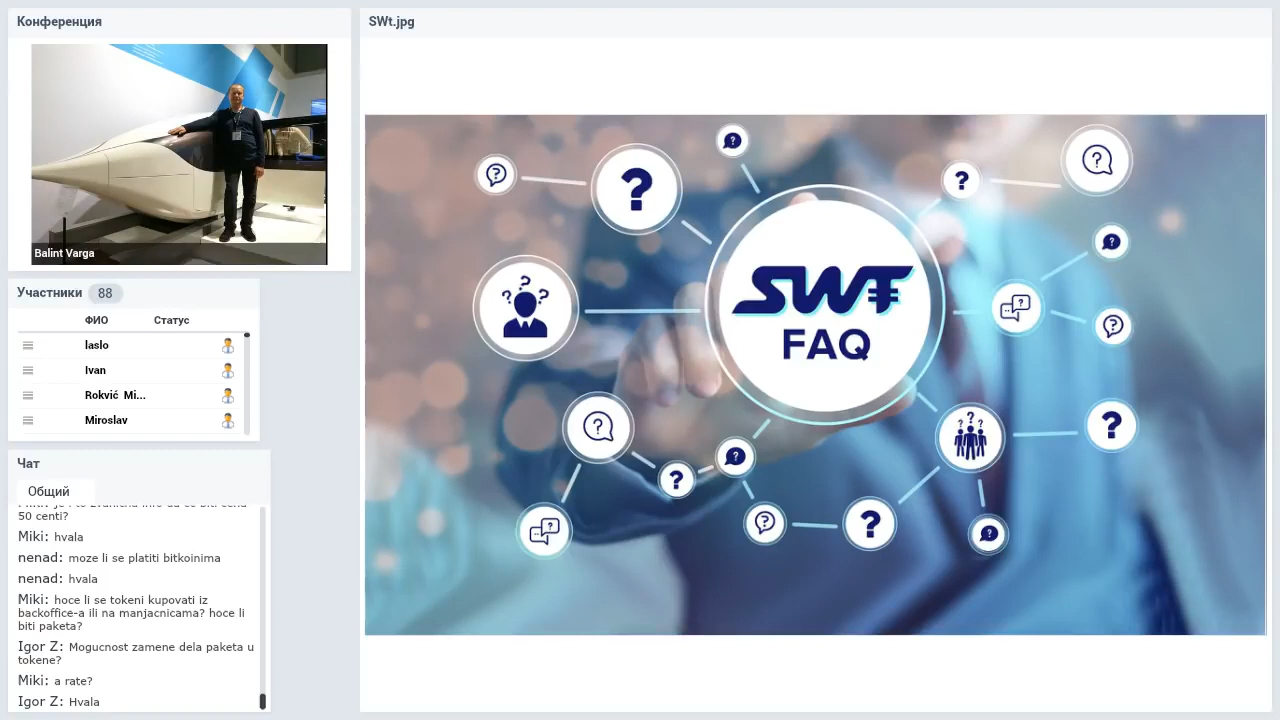 Конференция
Balint Varga
Участники 88
ФИО Статус
laslo
Ivan
Rokvić Mi...
Miroslav
Чат
Общий
50 centi?
Miki: hvala
nenad: moze li se platiti bitkoinima
nenad: hvala
Miki: hoce li se tokeni kupovati iz
backoffice-a ili na manjacnicama? hoce li
biti paketa?
Igor Z: Mogucnost zamene dela paketa u
tokene?
Miki: a rate?
Igor Z: Hvala
SWt.jpg
SWT
FAQ